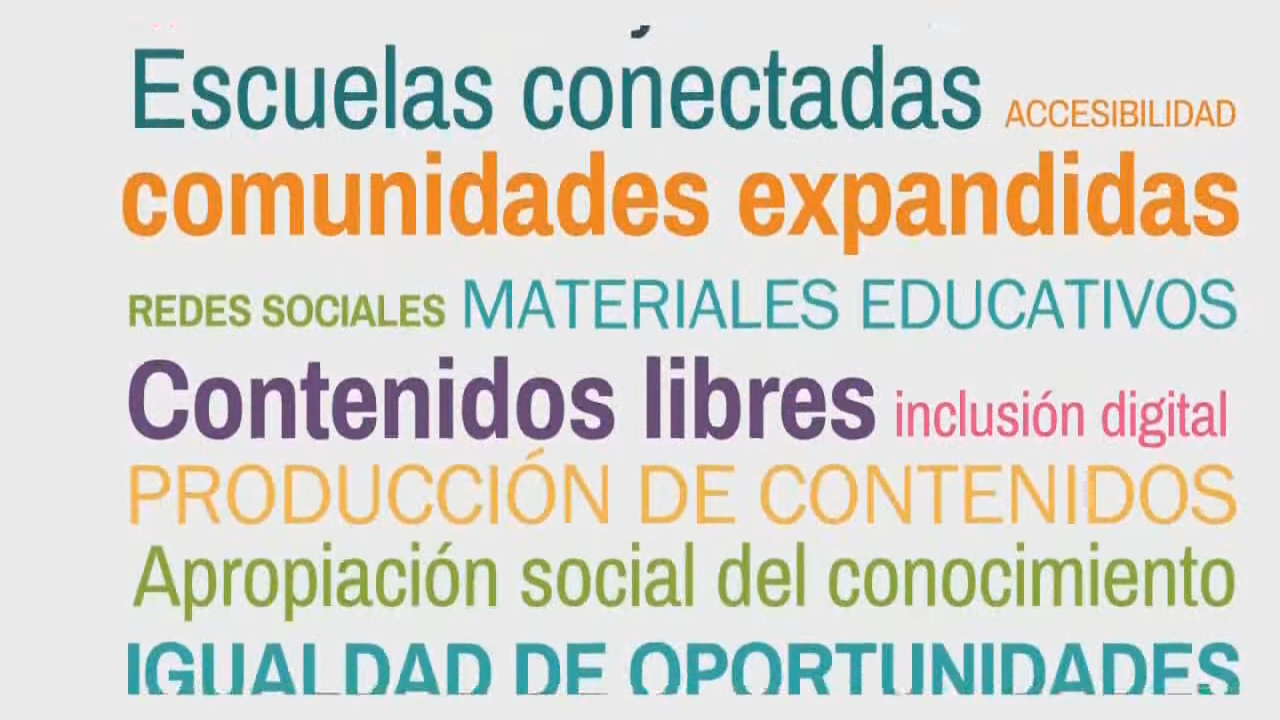 Escuelas conectadas ACCESIBILIDAD
comunidades expandidas
REDES SOCIALES MATERIALES EDUCATIVOS
Contenidos libres inclusión digital
PRODUCCIÓN DE CONTENIDOS
Apropiación social del conocimiento
IGUALDAD DE OPORTUNIDADES